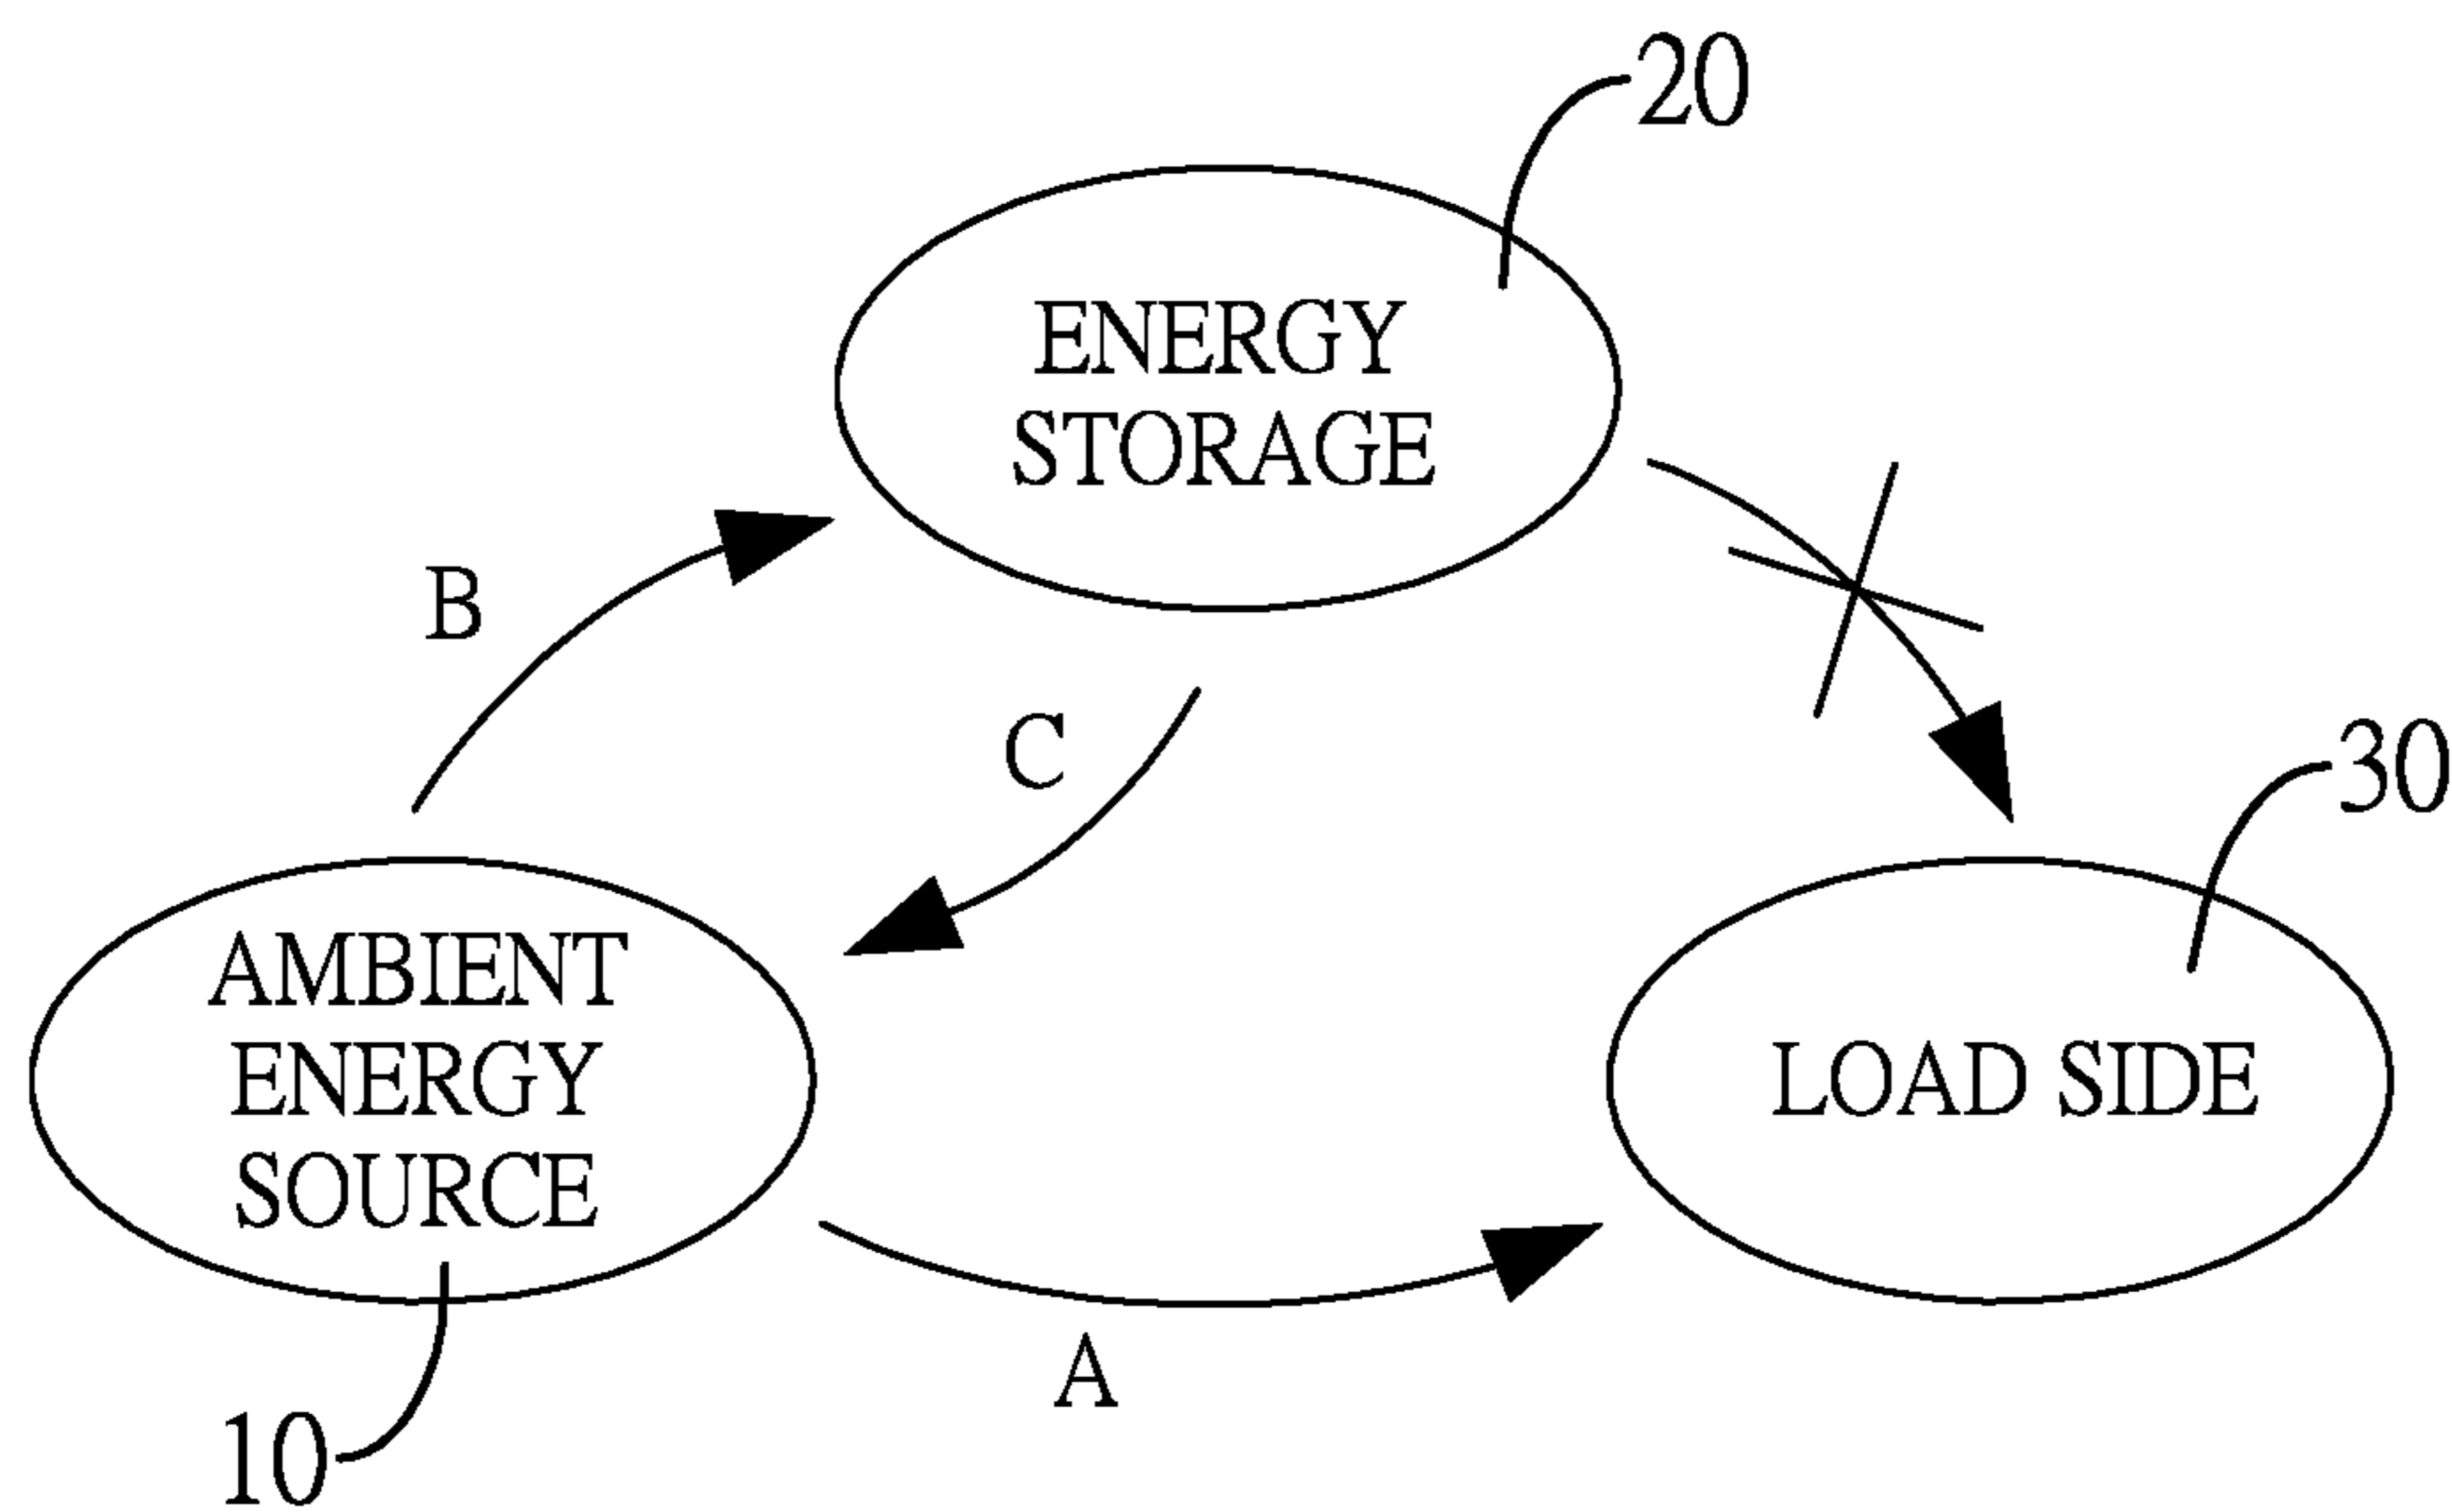 20
ENERGY
STORAGE
B
C
30
AMBIENT
ENERGY
SOURCE
LOAD SIDE
A
10